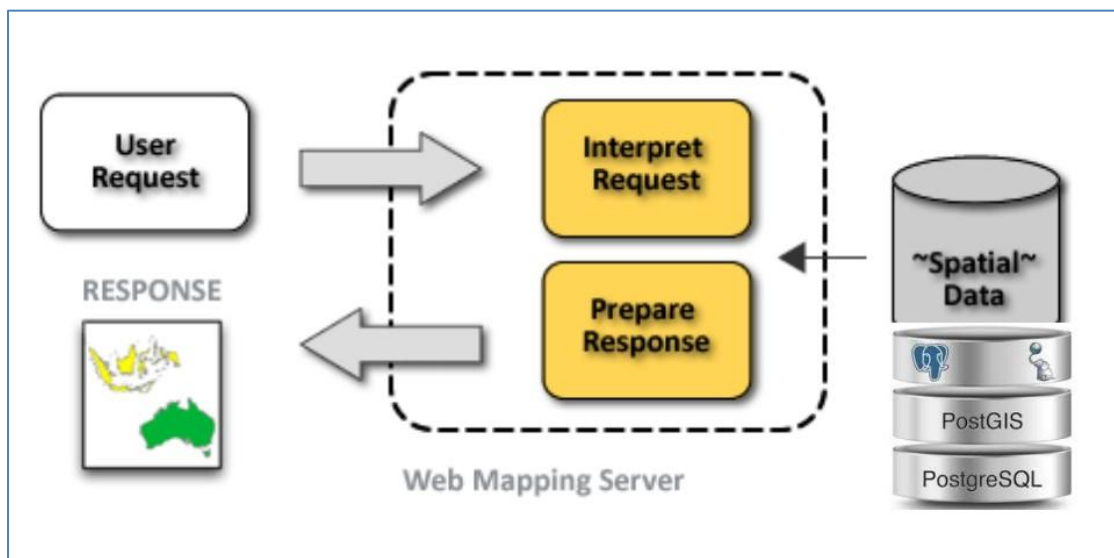 User
Request
Interpret
Request
~Spatial~
Data
RESPONSE
Prepare
Response
PostGIS
PostgreSQL
Web Mapping Server